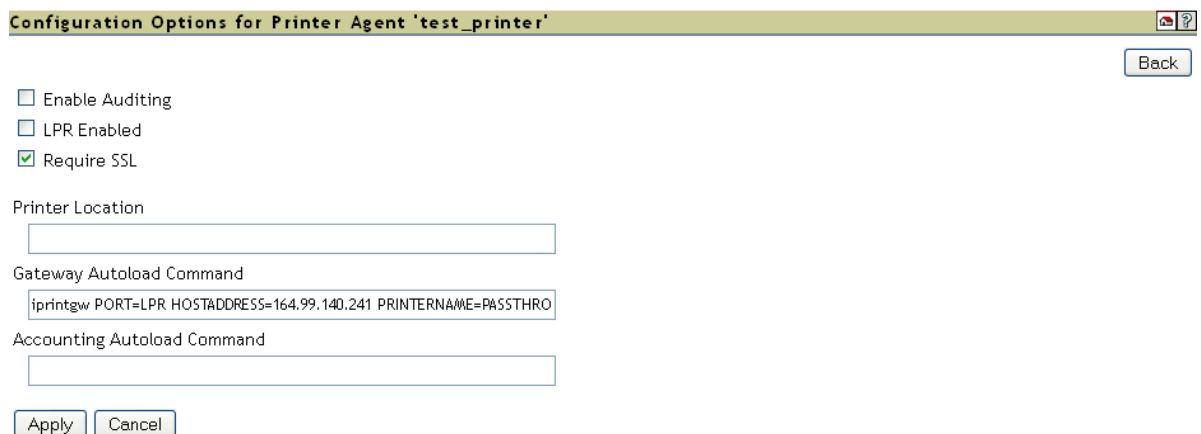 Configuration Options for Printer Agent 'test_printer'
?
Back
Enable Auditing
LPR Enabled
Require SSL
Printer Location
Gateway Autoload Command
iprintgw PORT=LPR HOSTADDRESS=164.99.140.241 PRINTERNAME=PASSTHRO
Accounting Autoload Command
Apply Cancel